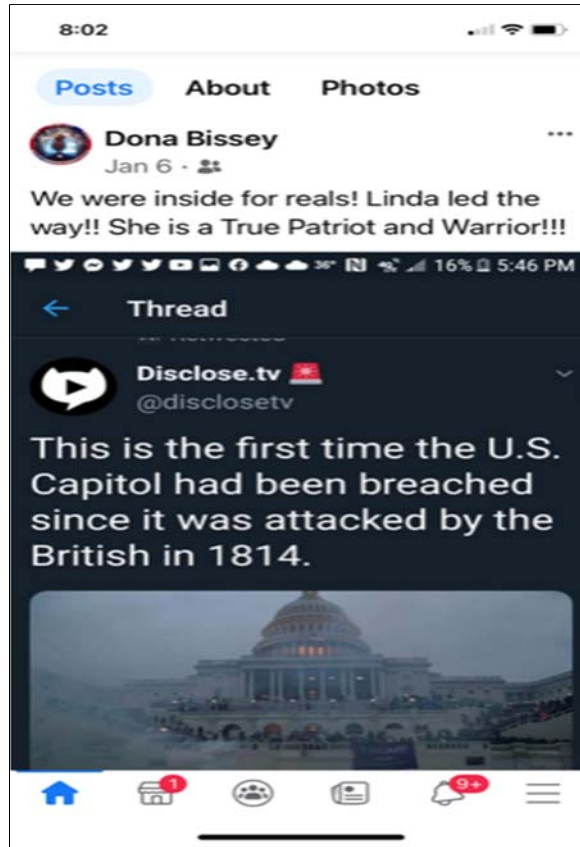 8:02
Posts About Photos
Dona Bissey
Jan 6 ·
We were inside for reals! Linda led the
way!! She is a True Patriot and Warrior!!!
36° 16% 5:46 PM
Thread
Disclose.tv
@disclosetv
This is the first time the U.S.
Capitol had been breached
since it was attacked by the
British in 1814.
1 9+